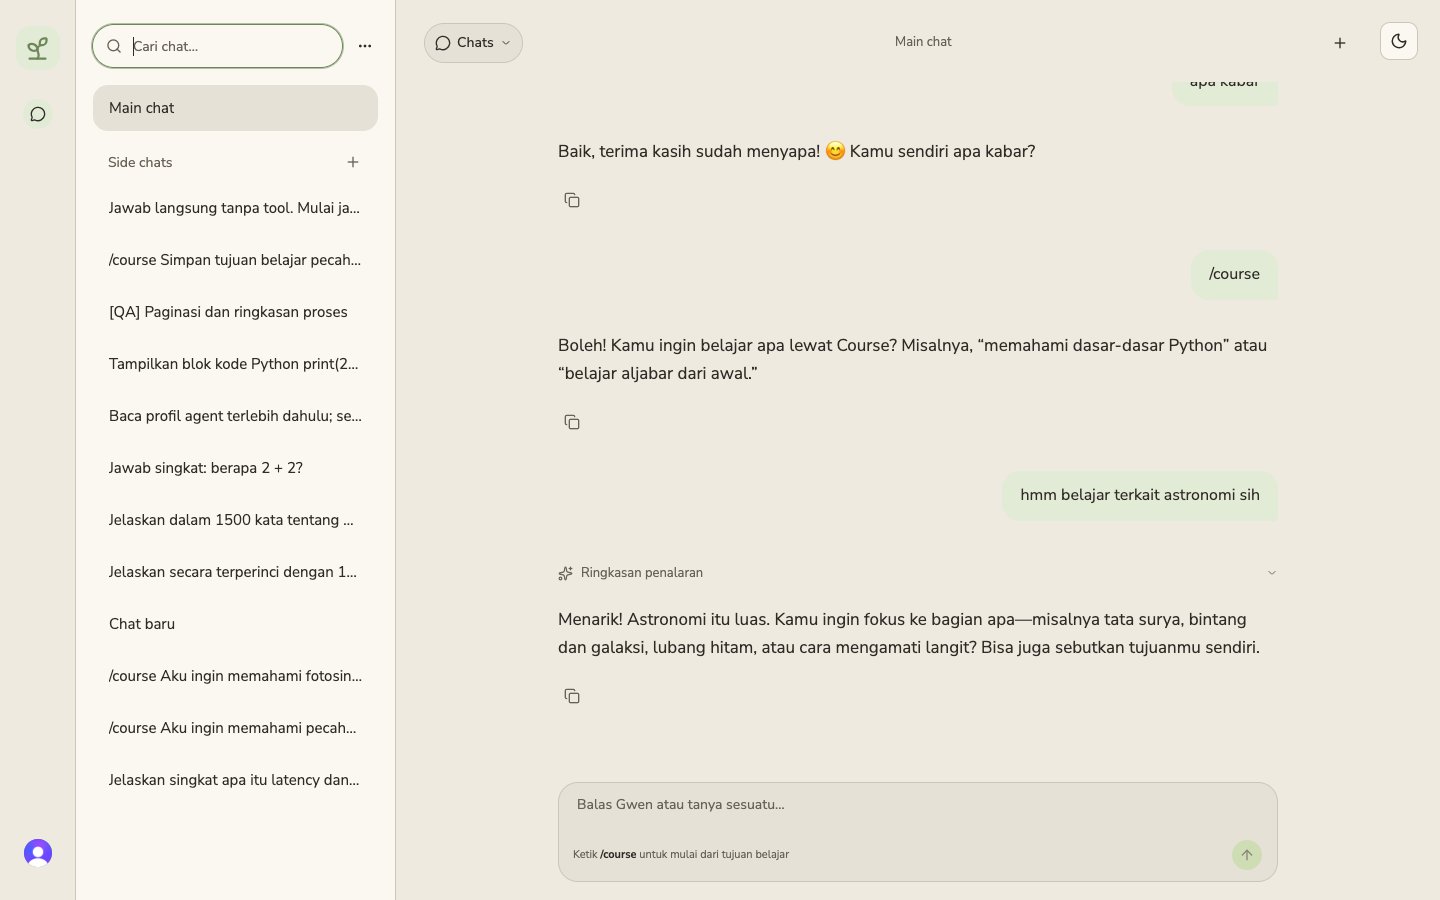 Cari chat...
Main chat
Side chats
Jawab langsung tanpa tool. Mulai ja...
/course Simpan tujuan belajar pecah...
[QA] Paginasi dan ringkasan proses
Tampilkan blok kode Python print(2...
Baca profil agent terlebih dahulu; se...
Jawab singkat: berapa 2 + 2?
Jelaskan dalam 1500 kata tentang ...
Jelaskan secara terperinci dengan 1...
Chat baru
/course Aku ingin memahami fotosin...
/course Aku ingin memahami pecah...
Jelaskan singkat apa itu latency dan...
Chats
Main chat
apa kabar
Baik, terima kasih sudah menyapa! 😊 Kamu sendiri apa kabar?
/course
Boleh! Kamu ingin belajar apa lewat Course? Misalnya, “memahami dasar-dasar Python” atau
“belajar aljabar dari awal.”
hmm belajar terkait astronomi sih
Ringkasan penalaran
Menarik! Astronomi itu luas. Kamu ingin fokus ke bagian apa—misalnya tata surya, bintang
dan galaksi, lubang hitam, atau cara mengamati langit? Bisa juga sebutkan tujuanmu sendiri.
Balas Gwen atau tanya sesuatu...
Ketik /course untuk mulai dari tujuan belajar